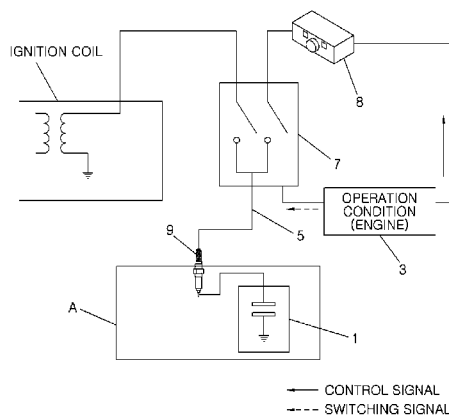 IGNITION COIL
8
7
OPERATION
CONDITION
(ENGINE)
9
5
3
A
1
CONTROL SIGNAL
SWITCHING SIGNAL